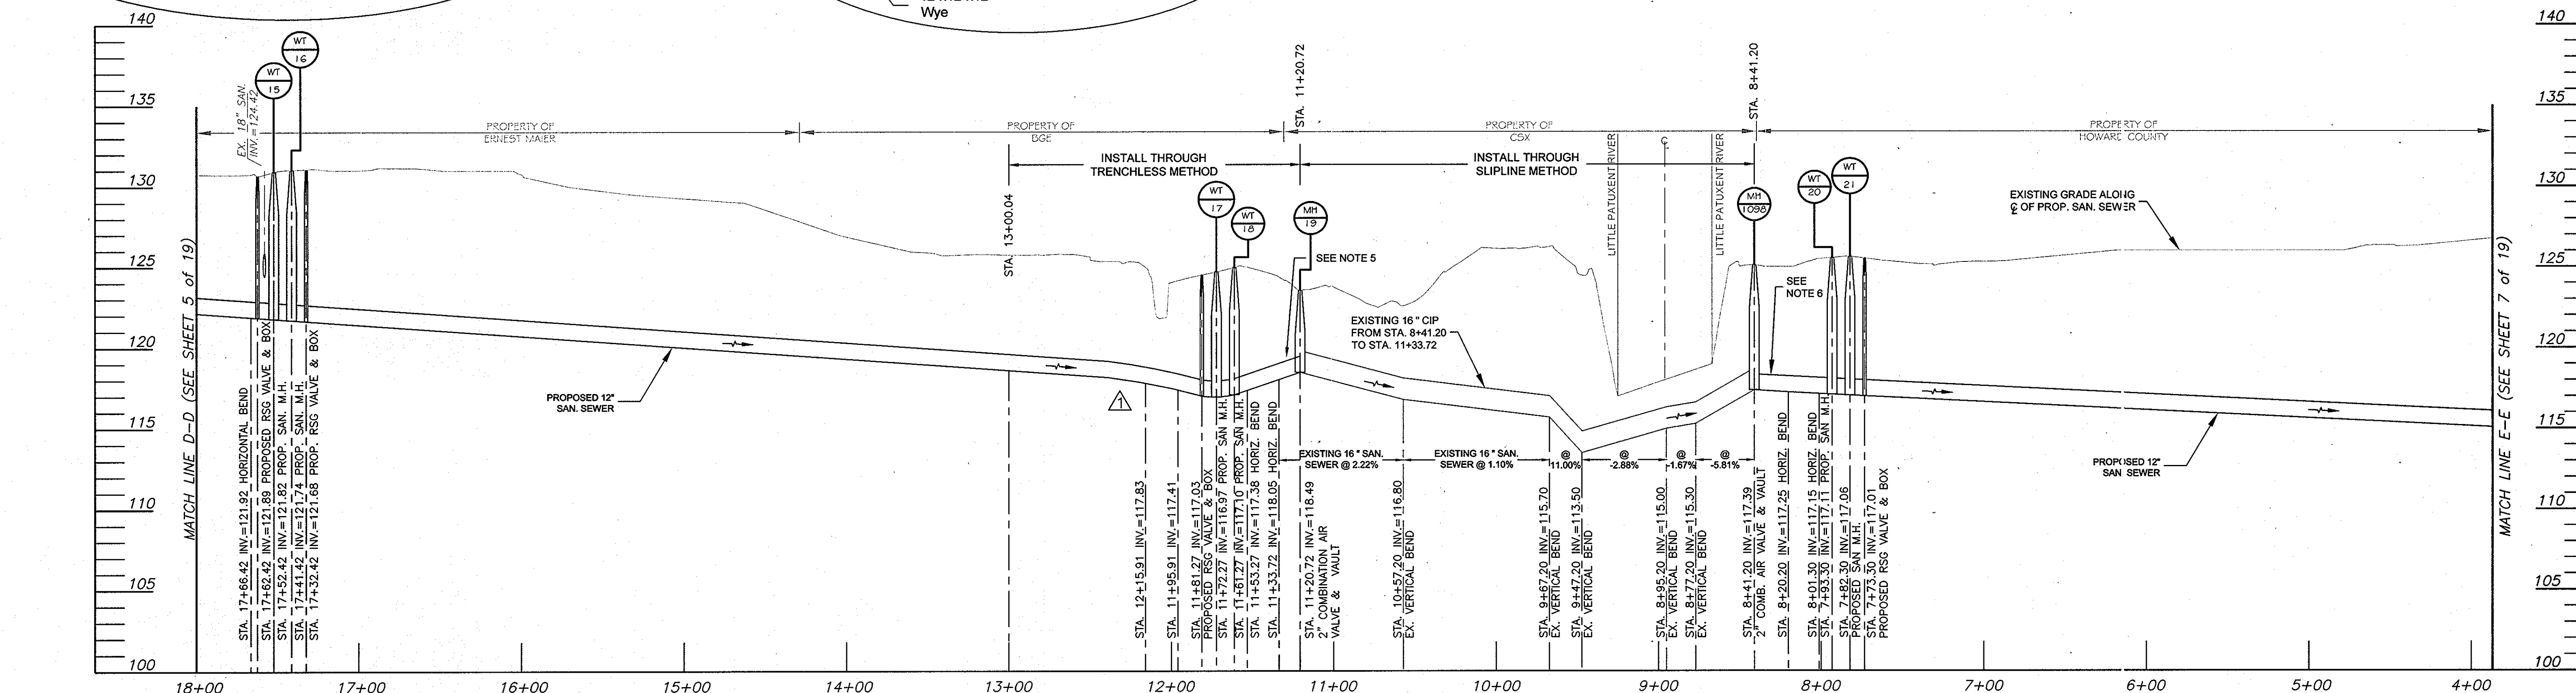 Wye
140
135
130
125
120
115
110
105
100
140
135
130
125
120
115
110
105
100
MATCH LINE D-D (SEE SHEET 5 of 19)
EX. 18" SAN.
INV.=124.42
WT
15
WT
16
PROPERTY OF
ERNEST MAIER
PROPERTY OF
BGE
PROPERTY OF
CSX
PROPERTY OF
HOWARD COUNTY
INSTALL THROUGH
TRENCHLESS METHOD
INSTALL THROUGH
SLIPLINE METHOD
STA. 13+00.04
STA. 11+20.72
STA. 8+41.20
WT
17
WT
18
MH
19
SEE NOTE 5
LITTLE PATUXENT RIVER
℄
LITTLE PATUXENT RIVER
MH
1098
WT
20
WT
21
SEE
NOTE 6
EXISTING GRADE ALONG
℄ OF PROP. SAN. SEWER
EXISTING 16" CIP
FROM STA. 8+41.20
TO STA. 11+33.72
PROPOSED 12"
SAN. SEWER
1
EXISTING 16" SAN.
SEWER @ 2.22%
EXISTING 16" SAN.
SEWER @ 1.10%
@
11.00%
@
-2.88%
@
-1.67%
@
-5.81%
PROPOSED 12"
SAN SEWER
STA. 17+66.42 INV.=121.92 HORIZONTAL BEND
STA. 17+62.42 INV.=121.89 PROPOSED RSG VALVE & BOX
STA. 17+52.42 INV.=121.82 PROP. SAN. M.H.
STA. 17+41.42 INV.=121.74 PROP. SAN. M.H.
STA. 17+32.42 INV.=121.68 PROP. RSG VALVE & BOX
STA. 12+15.91 INV.=117.83
STA. 11+95.91 INV.=117.41
STA. 11+81.27 INV.=117.03
PROPOSED RSG VALVE & BOX
STA. 11+72.27 INV.=116.97 PROP. SAN M.H.
STA. 11+61.27 INV.=117.10 PROP. SAN M.H.
STA. 11+53.27 INV.=117.38 HORIZ. BEND
STA. 11+33.72 INV.=118.05 HORIZ. BEND
STA. 11+20.72 INV.=118.49
2" COMBINATION AIR
VALVE & VAULT
STA. 10+57.20 INV.=116.80
EX. VERTICAL BEND
STA. 9+67.20 INV.=115.70
EX. VERTICAL BEND
STA. 9+47.20 INV.=113.50
EX. VERTICAL BEND
STA. 8+95.20 INV.=115.00
EX. VERTICAL BEND
STA. 8+77.20 INV.=115.30
EX. VERTICAL BEND
STA. 8+41.20 INV.=117.39
2" COMB. AIR VALVE & VAULT
STA. 8+20.20 INV.=117.25 HORIZ. BEND
STA. 8+01.30 INV.=117.15 HORIZ. BEND
STA. 7+93.30 INV.=117.11 PROP. SAN M.H.
STA. 7+82.30 INV.=117.06
PROPOSED SAN M.H.
STA. 7+73.30 INV.=117.01
PROPOSED RSG VALVE & BOX
MATCH LINE E-E (SEE SHEET 7 of 19)
18+00
17+00
16+00
15+00
14+00
13+00
12+00
11+00
10+00
9+00
8+00
7+00
6+00
5+00
4+00